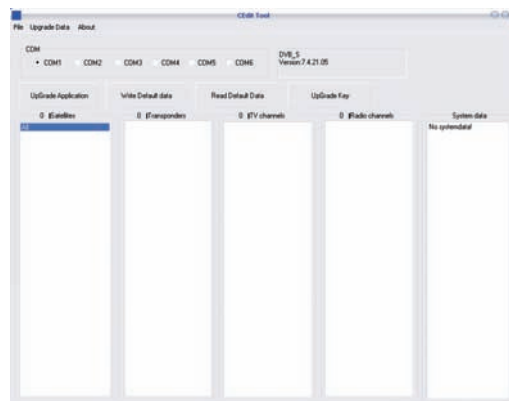 CEdit Tool
File Upgrade Data About
COM
COM1 COM2 COM3 COM4 COM5 COM6
DVB_S
Version:7.4.21.05
UpGrade Application Write Default data Read Default Data UpGrade Key
0 |Satellites 0 |Transponders 0 |TV channels 0 |Radio channels System data
All No systemdata!